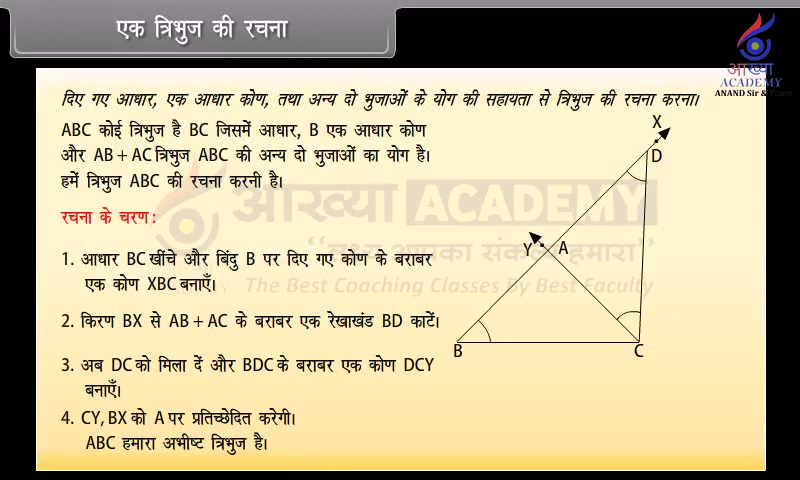 एक त्रिभुज की रचना
आख्या
ACADEMY
ANAND Sir &
दिए गए आधार, एक आधार कोण, तथा अन्य दो भुजाओं के योग की सहायता से त्रिभुज की रचना करना।
ABC कोई त्रिभुज है BC जिसमें आधार, B एक आधार कोण
और AB + AC त्रिभुज ABC की अन्य दो भुजाओं का योग है।
हमें त्रिभुज ABC की रचना करनी है।
रचना के चरण:
1. आधार BC खींचे और बिंदु B पर दिए गए कोण के बराबर
एक कोण XBC बनाएँ।
2. किरण BX से AB + AC के बराबर एक रेखाखंड BD काटें।
3. अब DC को मिला दें और BDC के बराबर एक कोण DCY
बनाएँ।
4. CY, BX को A पर प्रतिच्छेदित करेगी।
ABC हमारा अभीष्ट त्रिभुज है।
X
D
Y A
B C
आख्या ACADEMY
"लक्ष्य आपका संकल्प हमारा"
The Best Coaching Classes By Best Faculty